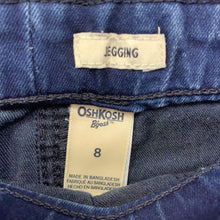 JEGGING
OSHKOSH
B'gosh
8
MADE IN BANGLADESH
FABRIQUÉ AU BANGLADESH
HECHO EN BANGLADESH